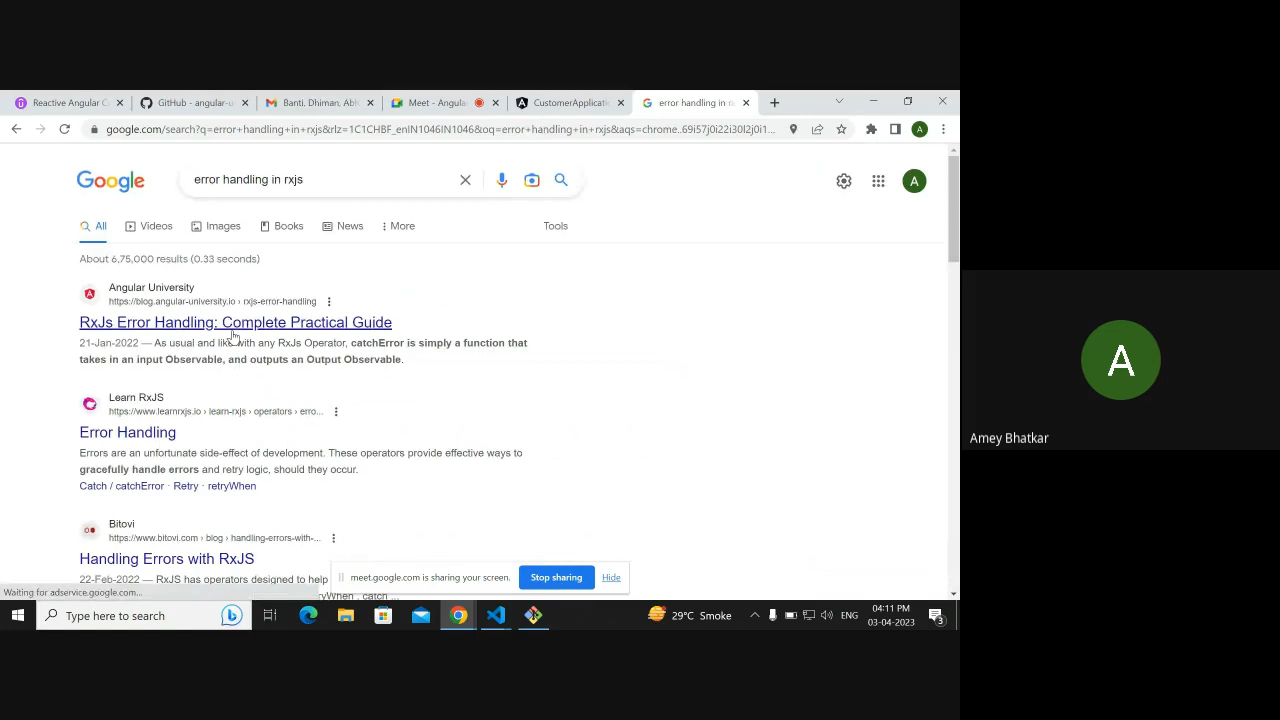 Reactive Angular C
GitHub - angular-u
Banti, Dhiman, Abh
Meet - Angula
CustomerApplicati
error handling in r
google.com/search?q=error+handling+in+rxjs&rlz=1C1CHBF_enIN1046IN1046&oq=error+handling+in+rxjs&aqs=chrome..69i57j0i22i30l2j0i1...
A
Google
error handling in rxjs
A
All
Videos
Images
Books
News
More
Tools
About 6,75,000 results (0.33 seconds)
Angular University
https://blog.angular-university.io › rxjs-error-handling
RxJs Error Handling: Complete Practical Guide
21-Jan-2022 — As usual and like with any RxJs Operator, catchError is simply a function that
takes in an input Observable, and outputs an Output Observable.
Learn RxJS
https://www.learnrxjs.io › learn-rxjs › operators › erro...
Error Handling
Errors are an unfortunate side-effect of development. These operators provide effective ways to
gracefully handle errors and retry logic, should they occur.
Catch / catchError · Retry · retryWhen
Bitovi
https://www.bitovi.com › blog › handling-errors-with-...
Handling Errors with RxJS
22-Feb-2022 — RxJS has operators designed to help
meet.google.com is sharing your screen.
Stop sharing
Hide
Waiting for adservice.google.com...
Type here to search
29°C Smoke
ENG
04:11 PM
03-04-2023
3
A
Amey Bhatkar